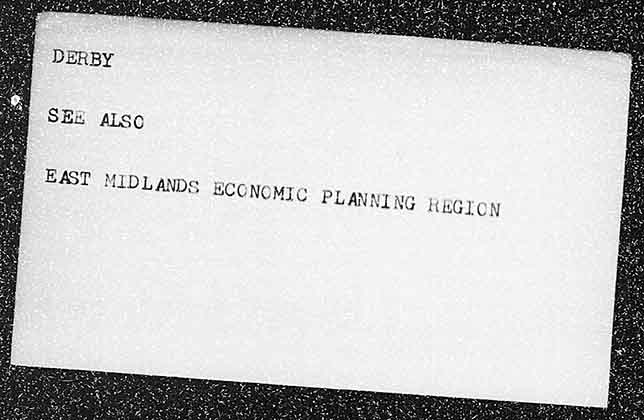 DERBY
SEE ALSO
EAST MIDLANDS ECONOMIC PLANNING REGION